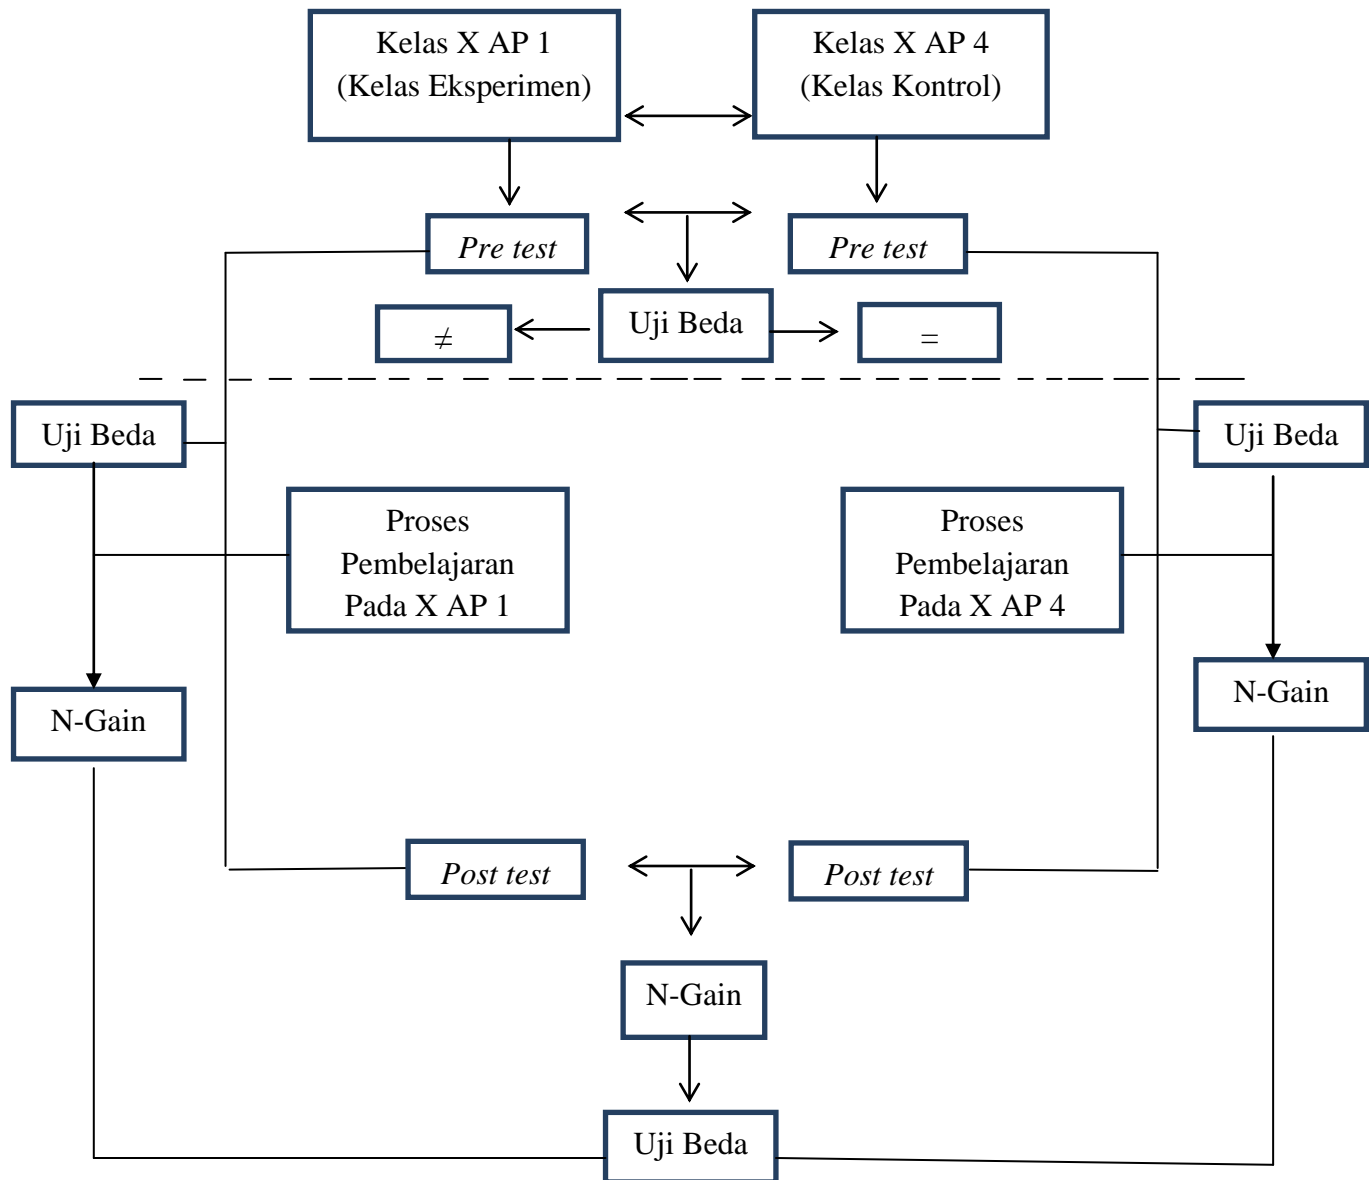 Kelas X AP 1
(Kelas Eksperimen)
Kelas X AP 4
(Kelas Kontrol)
Pre test
Pre test
≠
Uji Beda
=
Uji Beda
Uji Beda
Proses
Pembelajaran
Pada X AP 1
Proses
Pembelajaran
Pada X AP 4
N-Gain
N-Gain
Post test
Post test
N-Gain
Uji Beda